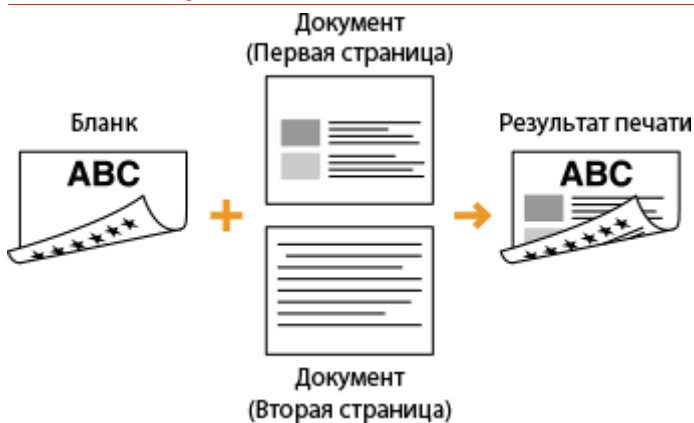 Документ
(Первая страница)
Бланк
ABC
Результат печати
ABC
Документ
(Вторая страница)